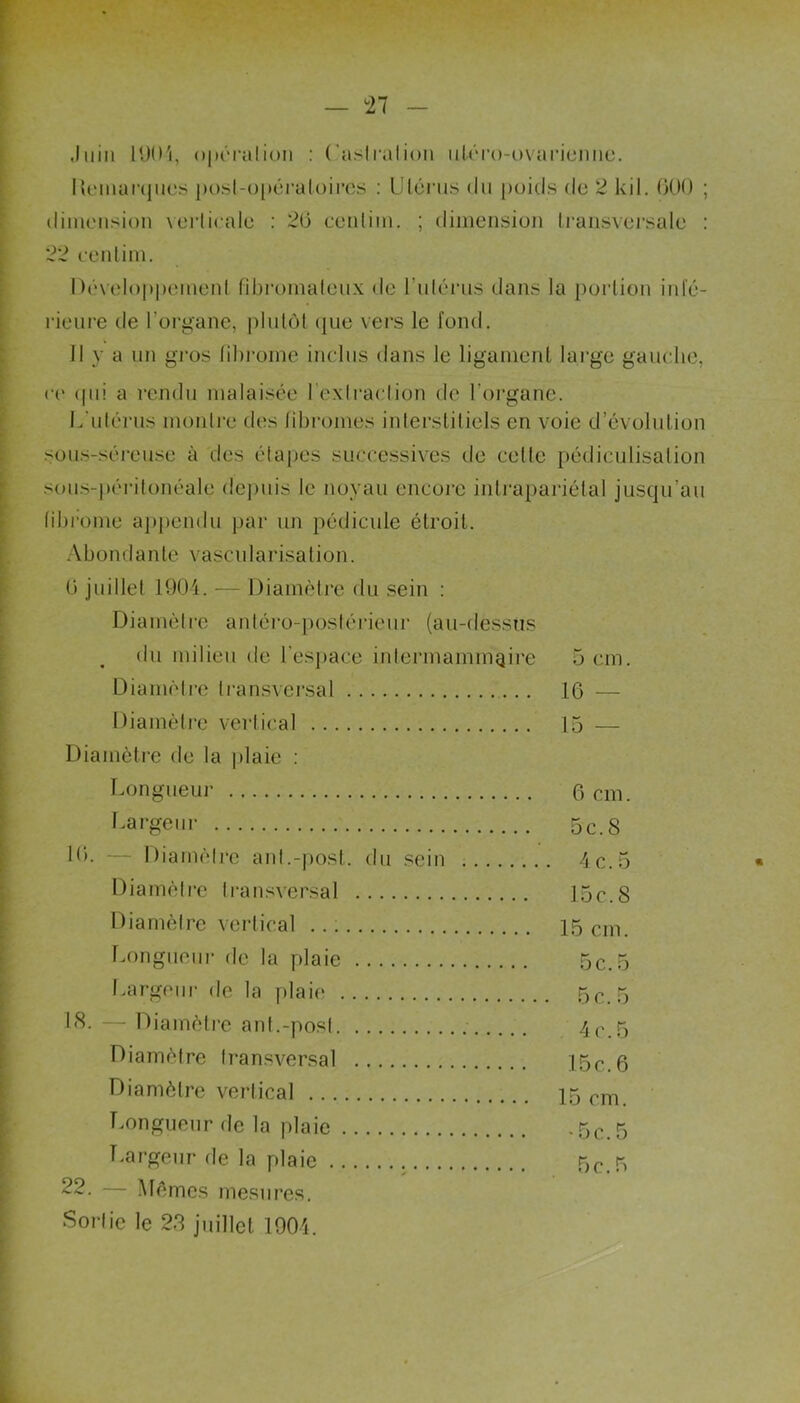 — 27 —
Juin 1904, opération : Castration utéro-ovarienne.
Remarques post-opératoires : Utérus du poids de 2 kil. 600 ;
dimension verticale : 26 centim. ; dimension transversale :
22 centim.
Développement fibromateux de l'utérus dans la portion infé-
rieure de l'organe, plutôt que vers le fond.
Il y a un gros fibrome inclus dans le ligament large gauche,
ce qui a rendu malaisée l'extraction de l'organe.
L'utérus montre des fibromes interstitiels en voie d'évolution
sous-séreuse à des étapes successives de cette pédiculisation
sous-péritonéale depuis le noyau encore intrapariétal jusqu'au
fibrome appendu par un pédicule étroit.
Abondante vascularisation.
6 juillet 1904. — Diamètre du sein :
Diamètre antéro-postérieur (au-dessus
du milieu de l'espace intermammaire 5 cm.
Diamètre transversal .................... 16 —
Diamètre vertical ....................... 15 —
Diamètre de la plaie :
Longueur ............................... 6 cm.
Largeur ................................ 5c.8
16. — Diamètre ant.-post. du sein ......... 4c.5
Diamètre transversal .................. 15c.8
Diamètre vertical ....................... 15 cm.
Longueur de la plaie .................. 5c.5
Largeur de la plaie .................... 5c.5
18. — Diamètre ant.-post. .................. 4c.5
Diamètre transversal .................. 15c.6
Diamètre vertical ....................... 15 cm.
Longueur de la plaie ................... 5c.5
Largeur de la plaie .................... 5c.5
22. — Mêmes mesures.
Sortie le 23 juillet 1904.